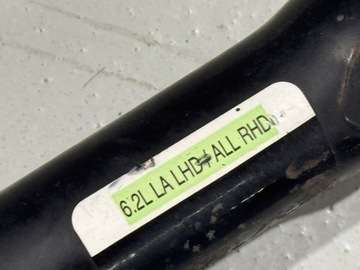 6.2L LA LHD / ALL RHD